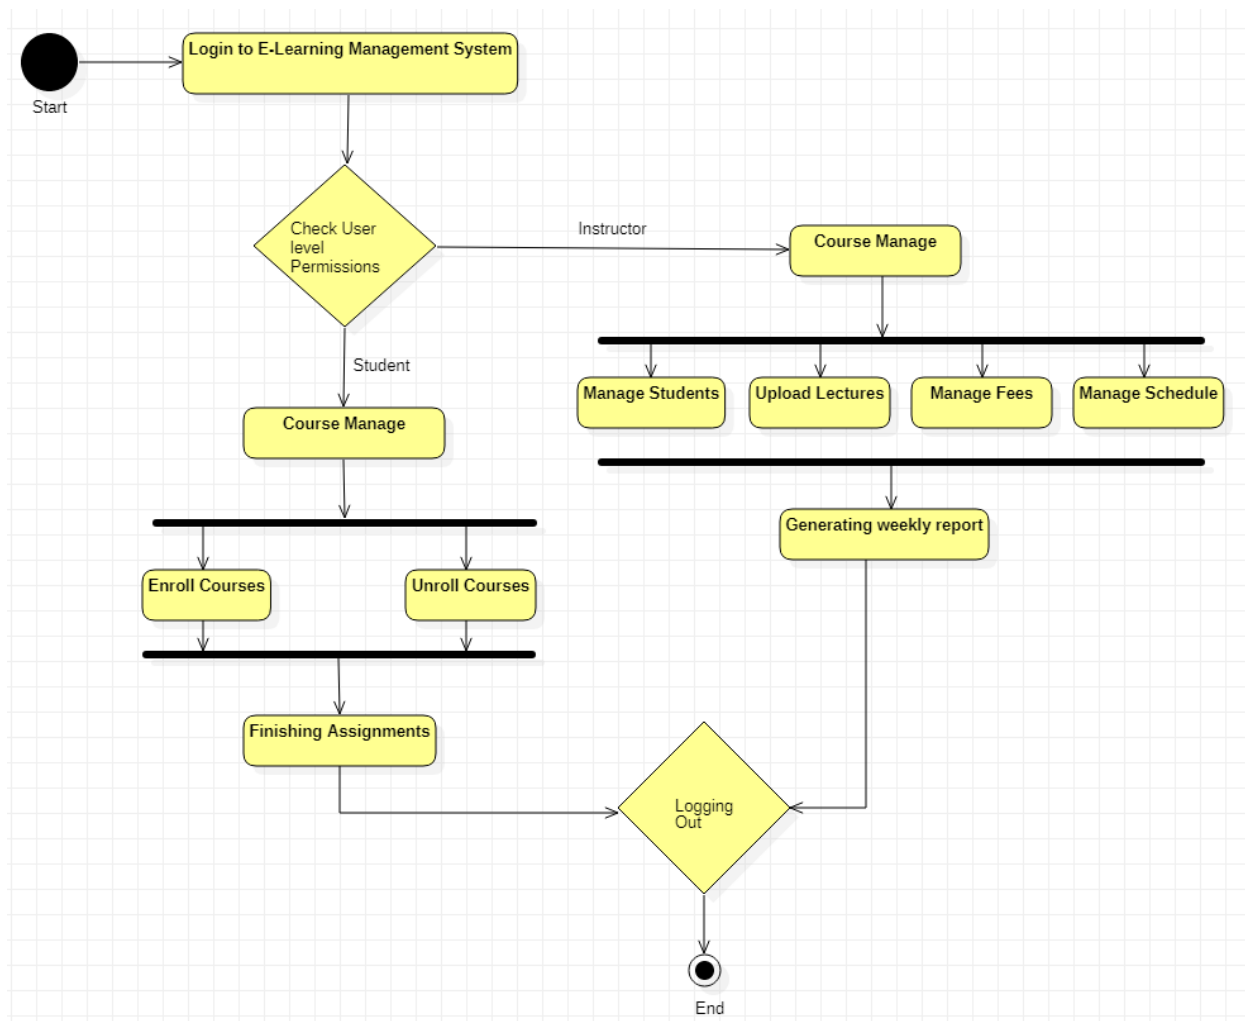 Login to E-Learning Management System
Start
Check User
level
Permissions
Instructor
Course Manage
Student
Manage Students
Upload Lectures
Manage Fees
Manage Schedule
Course Manage
Generating weekly report
Enroll Courses
Unroll Courses
Finishing Assignments
Logging
Out
End